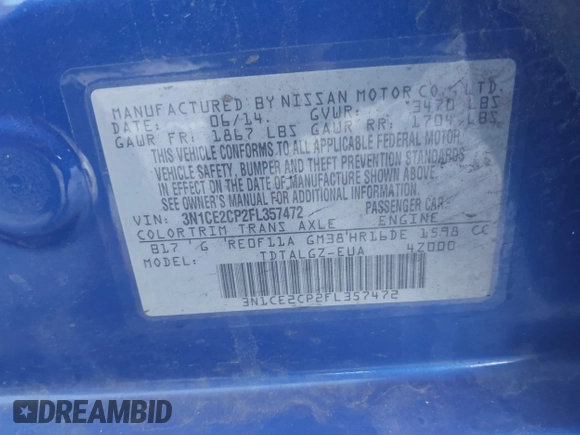 MANUFACTURED BY NISSAN MOTOR CO., LTD.
DATE: 06/14. GVWR: 3470 LBS
GAWR FR: 1867 LBS GAWR RR: 1704 LBS
THIS VEHICLE CONFORMS TO ALL APPLICABLE FEDERAL MOTOR
VEHICLE SAFETY, BUMPER AND THEFT PREVENTION STANDARDS
IN EFFECT ON THE DATE OF MANUFACTURE SHOWN ABOVE.
SEE OWNER'S MANUAL FOR ADDITIONAL INFORMATION.
VIN: 3N1CE2CP2FL357472 PASSENGER CAR
COLOR TRIM TRANS AXLE ENGINE
B17 G RE0F11A GM38 HR16DE 1598 CC
TDTALGZ-EUA 4Z000
3N1CE2CP2FL357472
DREAMBID